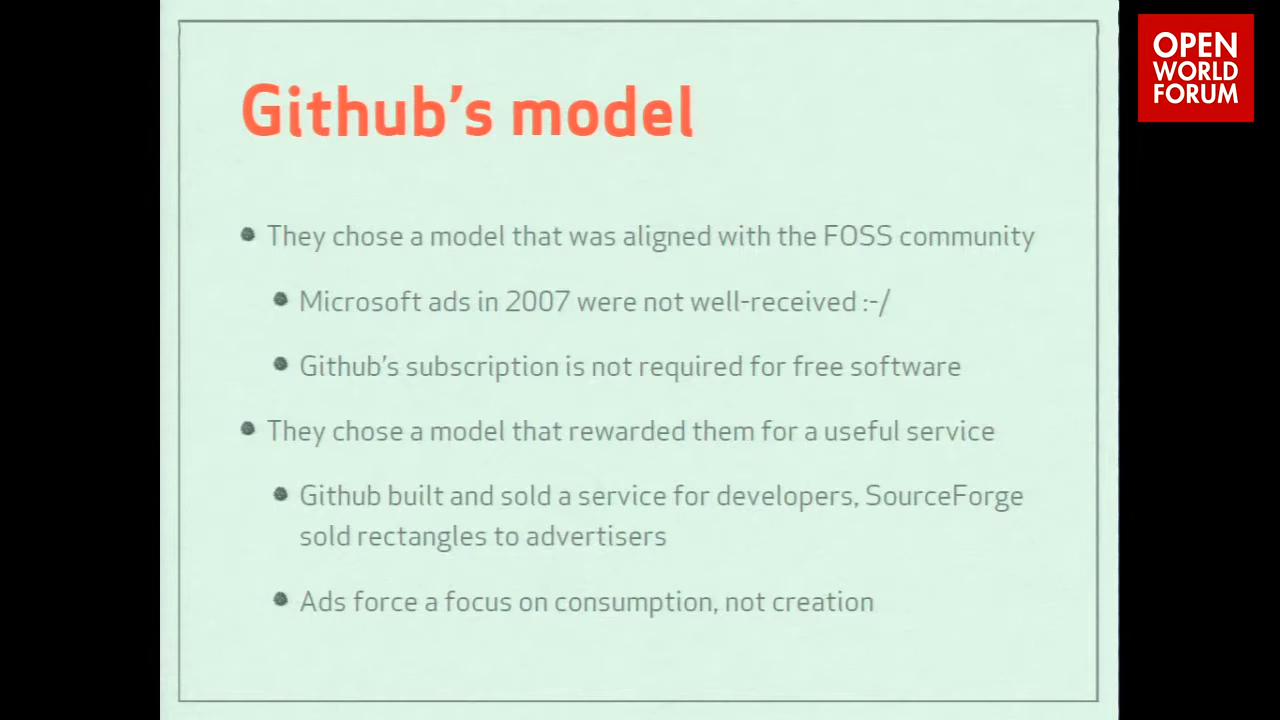 Github's model
They chose a model that was aligned with the FOSS community
Microsoft ads in 2007 were not well-received :-/
Github's subscription is not required for free software
They chose a model that rewarded them for a useful service
Github built and sold a service for developers, SourceForge
sold rectangles to advertisers
Ads force a focus on consumption, not creation
OPEN
WORLD
FORUM